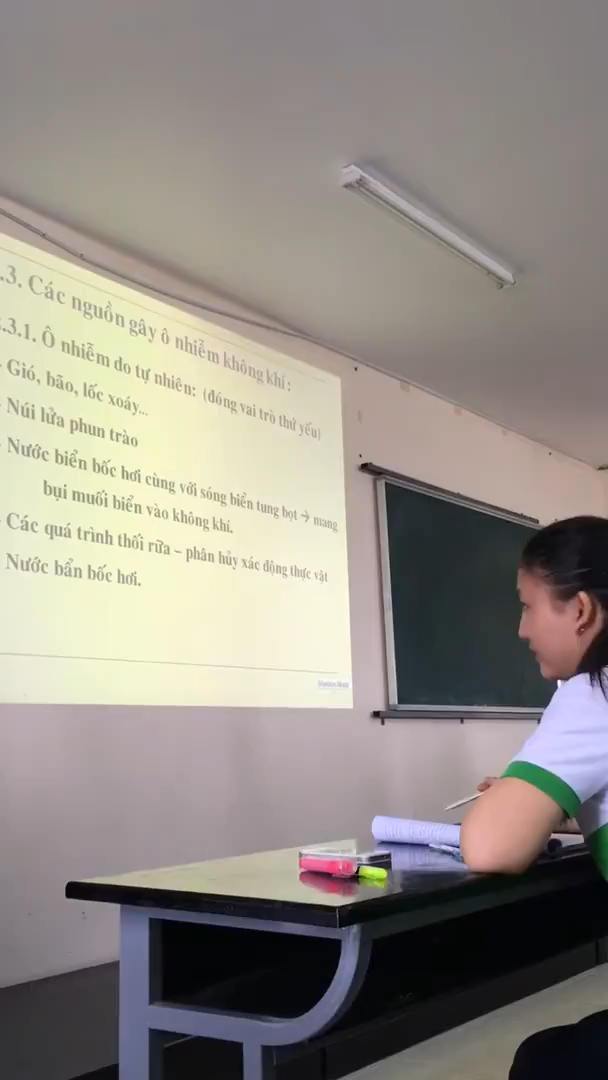 .3. Các nguồn gây ô nhiễm không khí :
.3.1. Ô nhiễm do tự nhiên: (đóng vai trò thứ yếu)
- Gió, bão, lốc xoáy...
- Núi lửa phun trào
- Nước biển bốc hơi cùng với sóng biển tung bọt → mang
bụi muối biển vào không khí.
- Các quá trình thối rữa – phân hủy xác động thực vật
Nước bẩn bốc hơi.